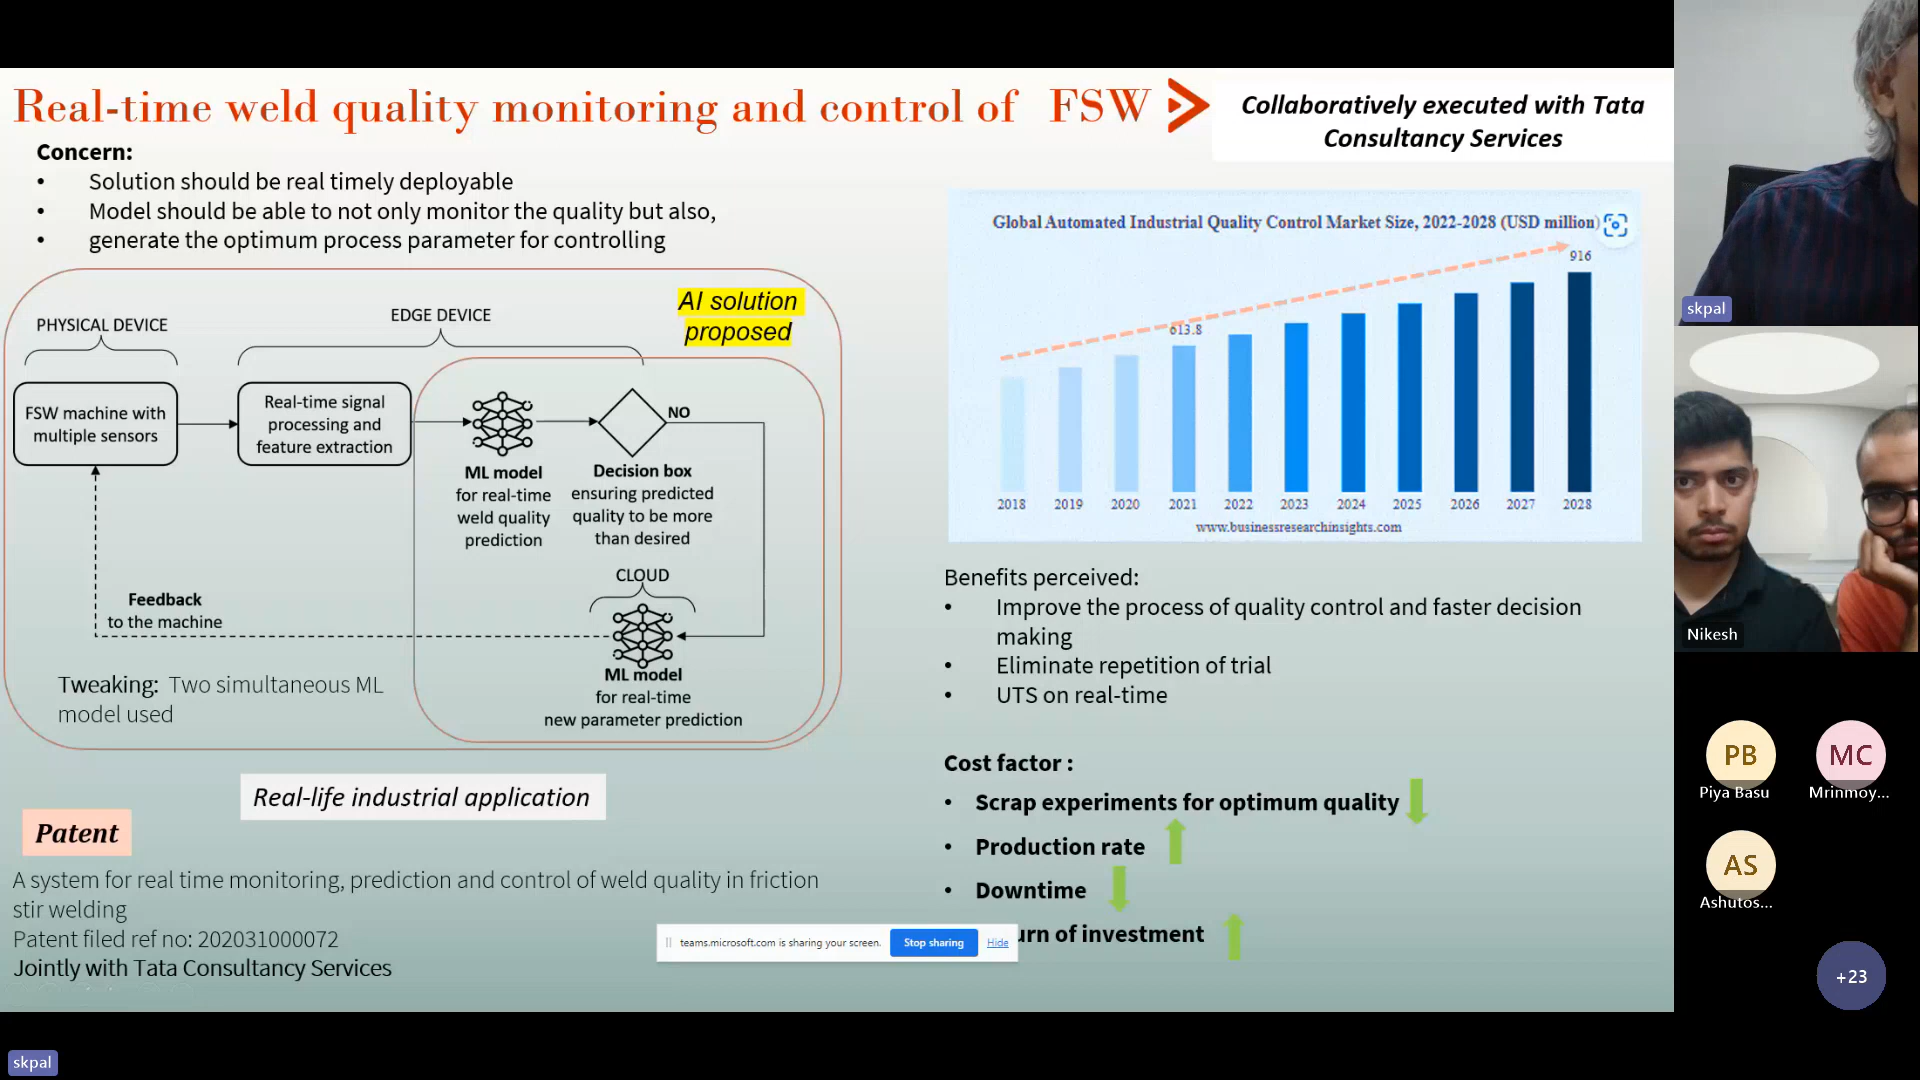 Real-time weld quality monitoring and control of FSW
Collaboratively executed with Tata
Consultancy Services
Concern:
• Solution should be real timely deployable
• Model should be able to not only monitor the quality but also,
• generate the optimum process parameter for controlling
AI solution
proposed
PHYSICAL DEVICE
EDGE DEVICE
FSW machine with
multiple sensors
Real-time signal
processing and
feature extraction
NO
ML model
for real-time
weld quality
prediction
Decision box
ensuring predicted
quality to be more
than desired
CLOUD
Feedback
to the machine
ML model
for real-time
new parameter prediction
Tweaking: Two simultaneous ML
model used
Real-life industrial application
Patent
A system for real time monitoring, prediction and control of weld quality in friction
stir welding
Patent filed ref no: 202031000072
Jointly with Tata Consultancy Services
Global Automated Industrial Quality Control Market Size, 2022-2028 (USD million)
916
613.8
2018 2019 2020 2021 2022 2023 2024 2025 2026 2027 2028
www.businessresearchinsights.com
Benefits perceived:
• Improve the process of quality control and faster decision
making
• Eliminate repetition of trial
• UTS on real-time
Cost factor :
• Scrap experiments for optimum quality
• Production rate
• Downtime
urn of investment
teams.microsoft.com is sharing your screen. Stop sharing Hide
skpal
Nikesh
PB MC
Piya Basu Mrinmoy...
AS
Ashutos...
+23
skpal